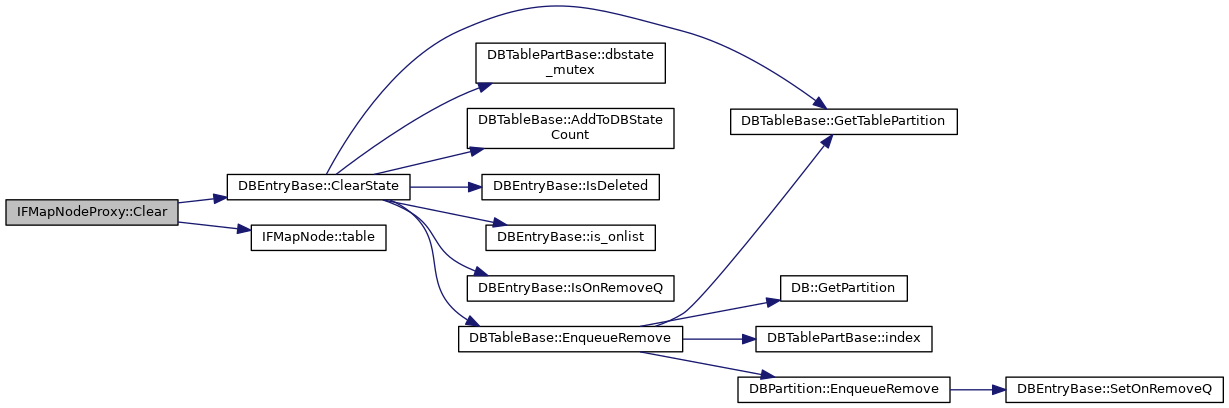 IFMapNodeProxy::Clear
DBEntryBase::ClearState
IFMapNode::table
DBTablePartBase::dbstate
_mutex
DBTableBase::AddToDBState
Count
DBEntryBase::IsDeleted
DBEntryBase::is_onlist
DBEntryBase::IsOnRemoveQ
DBTableBase::EnqueueRemove
DBTableBase::GetTablePartition
DB::GetPartition
DBTablePartBase::index
DBPartition::EnqueueRemove
DBEntryBase::SetOnRemoveQ